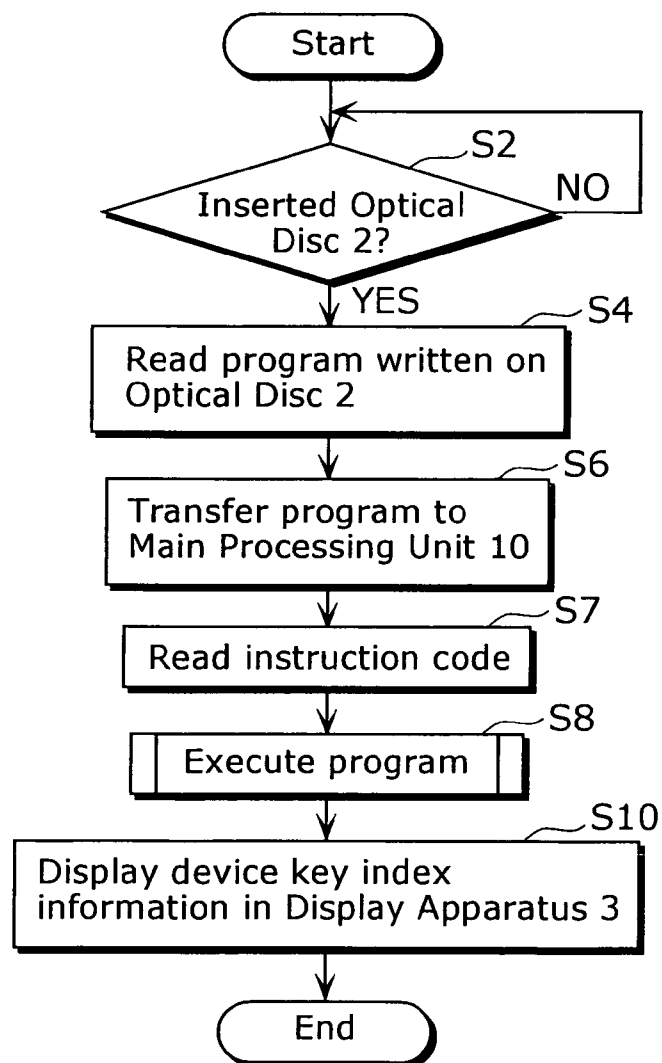 Start
S2
Inserted Optical
Disc 2?
NO
YES
S4
Read program written on
Optical Disc 2
S6
Transfer program to
Main Processing Unit 10
S7
Read instruction code
S8
Execute program
S10
Display device key index
information in Display Apparatus 3
End